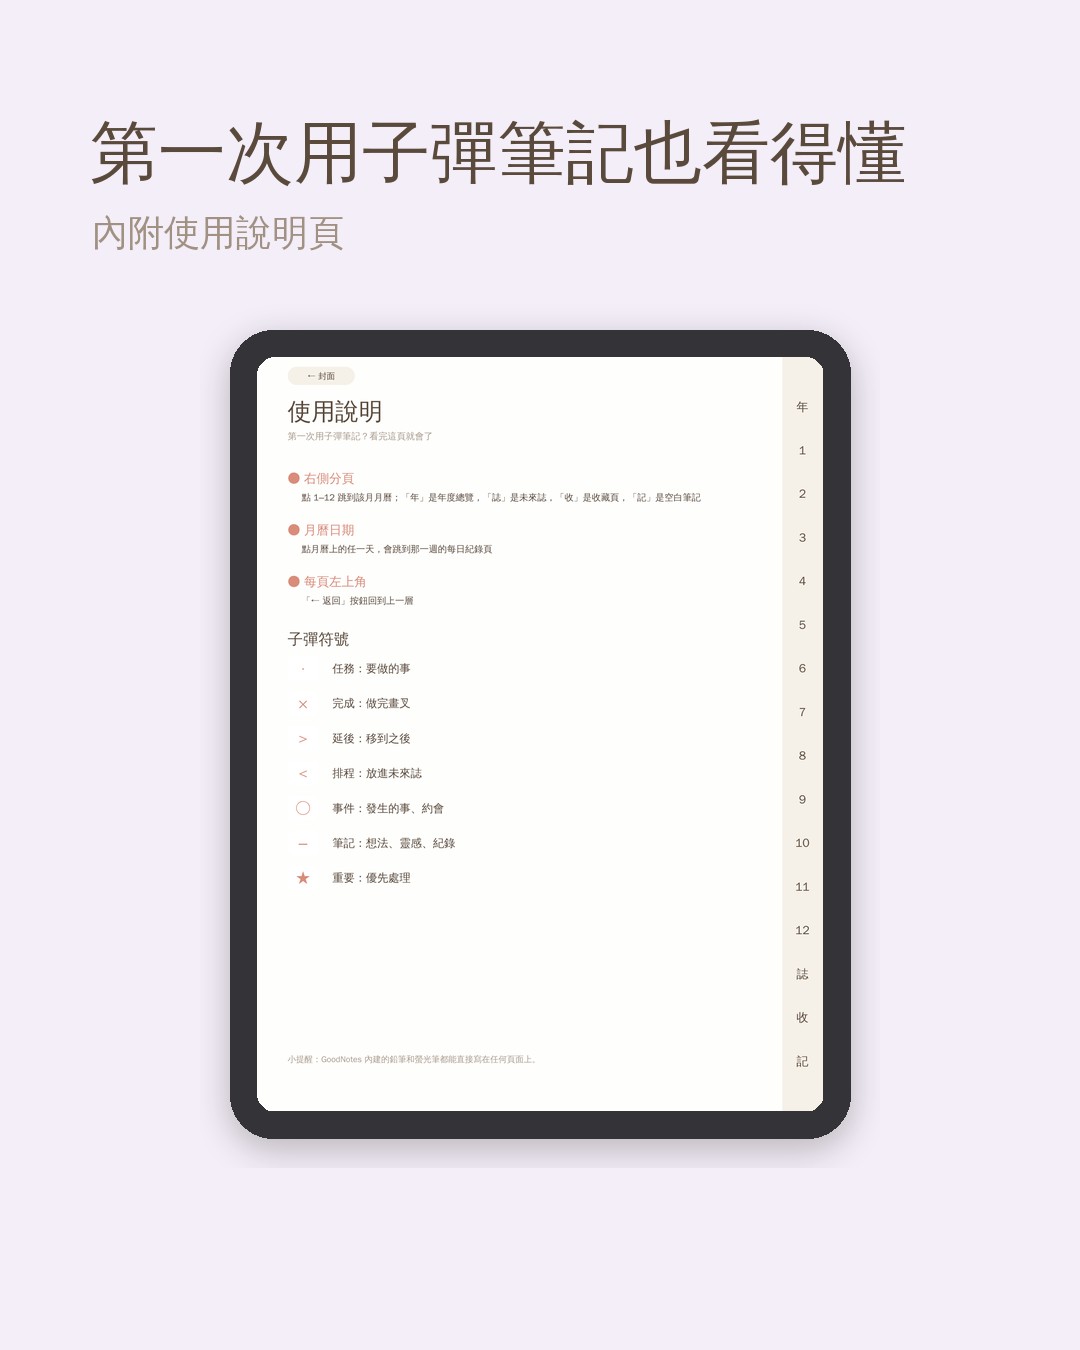 第一次用子彈筆記也看得懂
內附使用說明頁
← 封面
使用說明
第一次用子彈筆記？看完這頁就會了
右側分頁
點 1–12 跳到該月月曆；「年」是年度總覽，「誌」是未來誌，「收」是收藏頁，「記」是空白筆記
月曆日期
點月曆上的任一天，會跳到那一週的每日紀錄頁
每頁左上角
「← 返回」按鈕回到上一層
子彈符號
· 任務：要做的事
× 完成：做完畫叉
> 延後：移到之後
< 排程：放進未來誌
○ 事件：發生的事、約會
– 筆記：想法、靈感、紀錄
★ 重要：優先處理
小提醒：GoodNotes 內建的鉛筆和螢光筆都能直接寫在任何頁面上。
年
1
2
3
4
5
6
7
8
9
10
11
12
誌
收
記